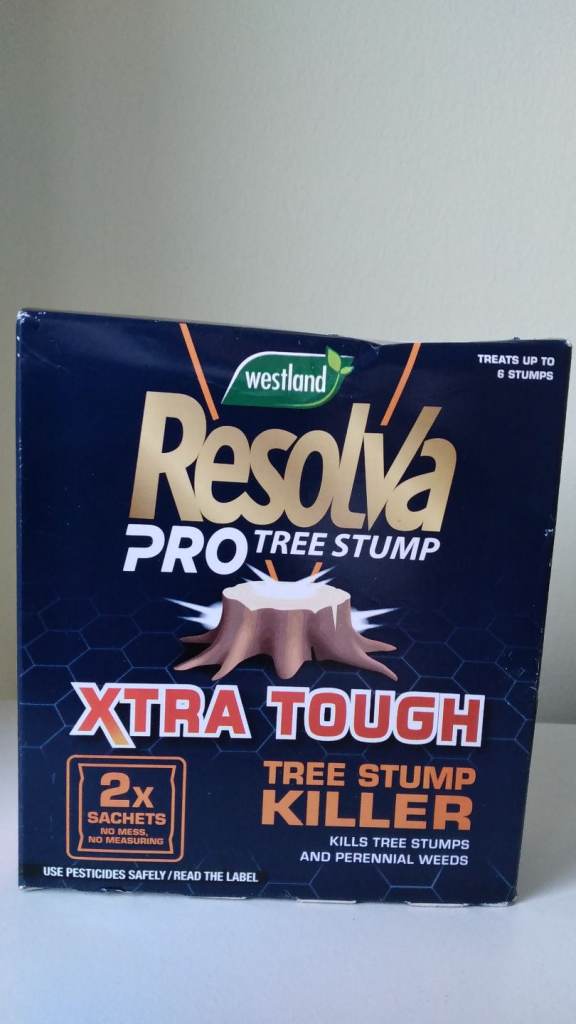 westland
TREATS UP TO
6 STUMPS
Resolva
PRO TREE STUMP
XTRA TOUGH
2x
SACHETS
NO MESS,
NO MEASURING
TREE STUMP
KILLER
KILLS TREE STUMPS
AND PERENNIAL WEEDS
USE PESTICIDES SAFELY/READ THE LABEL